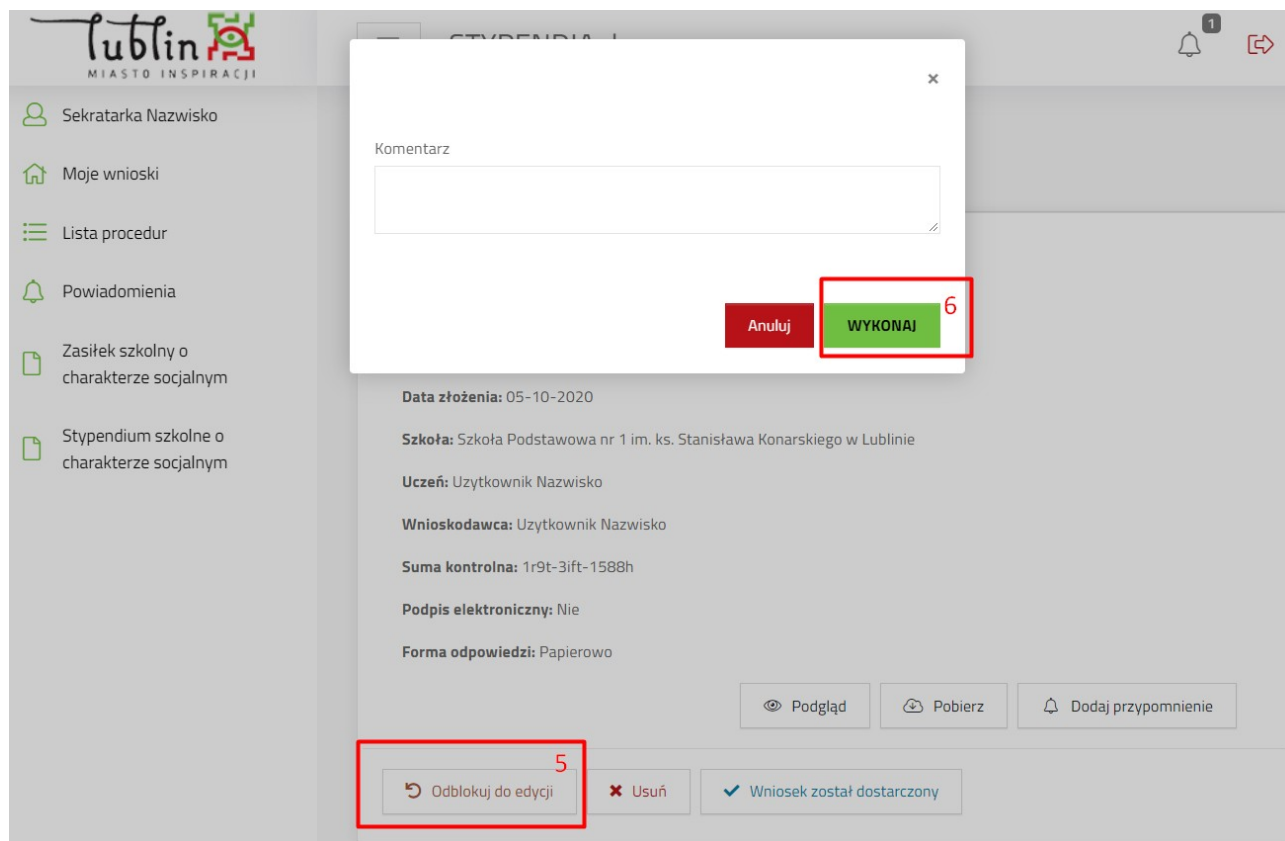 lublin
MIASTO INSPIRACJI
1
Sekratarka Nazwisko
Moje wnioski
Lista procedur
Powiadomienia
Zasiłek szkolny o
charakterze socjalnym
Stypendium szkolne o
charakterze socjalnym
Komentarz
Anuluj
WYKONAJ
6
Data złożenia: 05-10-2020
Szkoła: Szkoła Podstawowa nr 1 im. ks. Stanisława Konarskiego w Lublinie
Uczeń: Uzytkownik Nazwisko
Wnioskodawca: Uzytkownik Nazwisko
Suma kontrolna: 1r9t-3ift-1588h
Podpis elektroniczny: Nie
Forma odpowiedzi: Papierowo
Podgląd
Pobierz
Dodaj przypomnienie
5
Odblokuj do edycji
Usuń
Wniosek został dostarczony